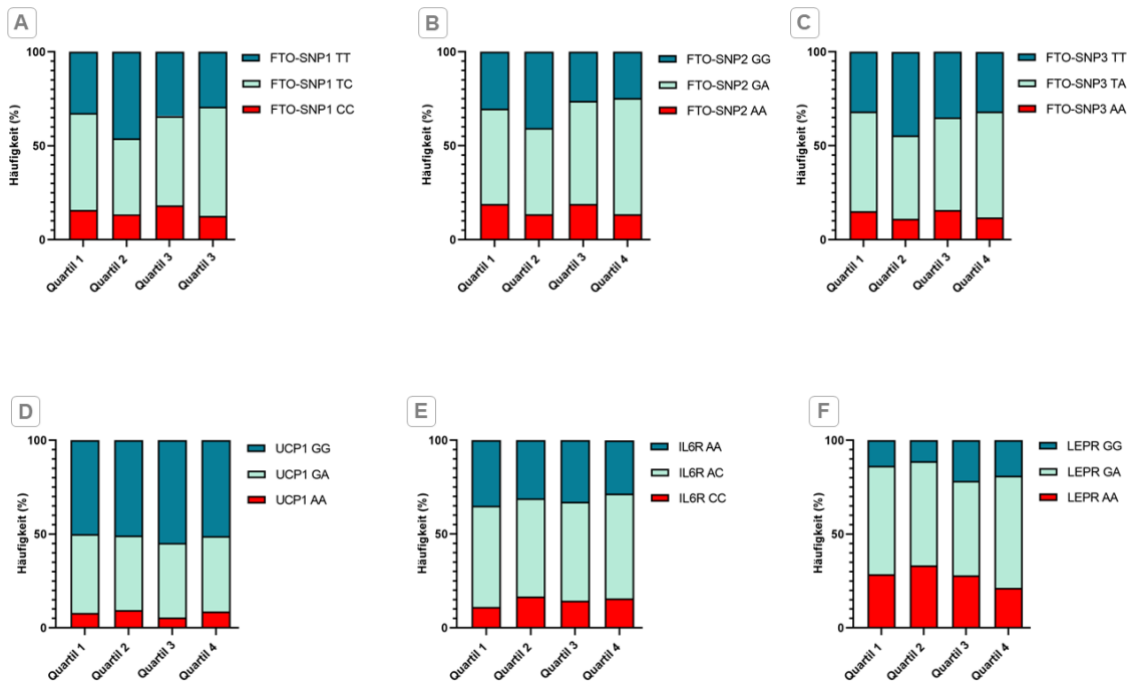 A
100
50
0
Häufigkeit (%)
Quartil 1
Quartil 2
Quartil 3
Quartil 3
FTO-SNP1 TT
FTO-SNP1 TC
FTO-SNP1 CC
B
100
50
0
Häufigkeit (%)
Quartil 1
Quartil 2
Quartil 3
Quartil 4
FTO-SNP2 GG
FTO-SNP2 GA
FTO-SNP2 AA
C
100
50
0
Häufigkeit (%)
Quartil 1
Quartil 2
Quartil 3
Quartil 4
FTO-SNP3 TT
FTO-SNP3 TA
FTO-SNP3 AA
D
100
50
0
Häufigkeit (%)
Quartil 1
Quartil 2
Quartil 3
Quartil 4
UCP1 GG
UCP1 GA
UCP1 AA
E
100
50
0
Häufigkeit (%)
Quartil 1
Quartil 2
Quartil 3
Quartil 4
IL6R AA
IL6R AC
IL6R CC
F
100
50
0
Häufigkeit (%)
Quartil 1
Quartil 2
Quartil 3
Quartil 4
LEPR GG
LEPR GA
LEPR AA